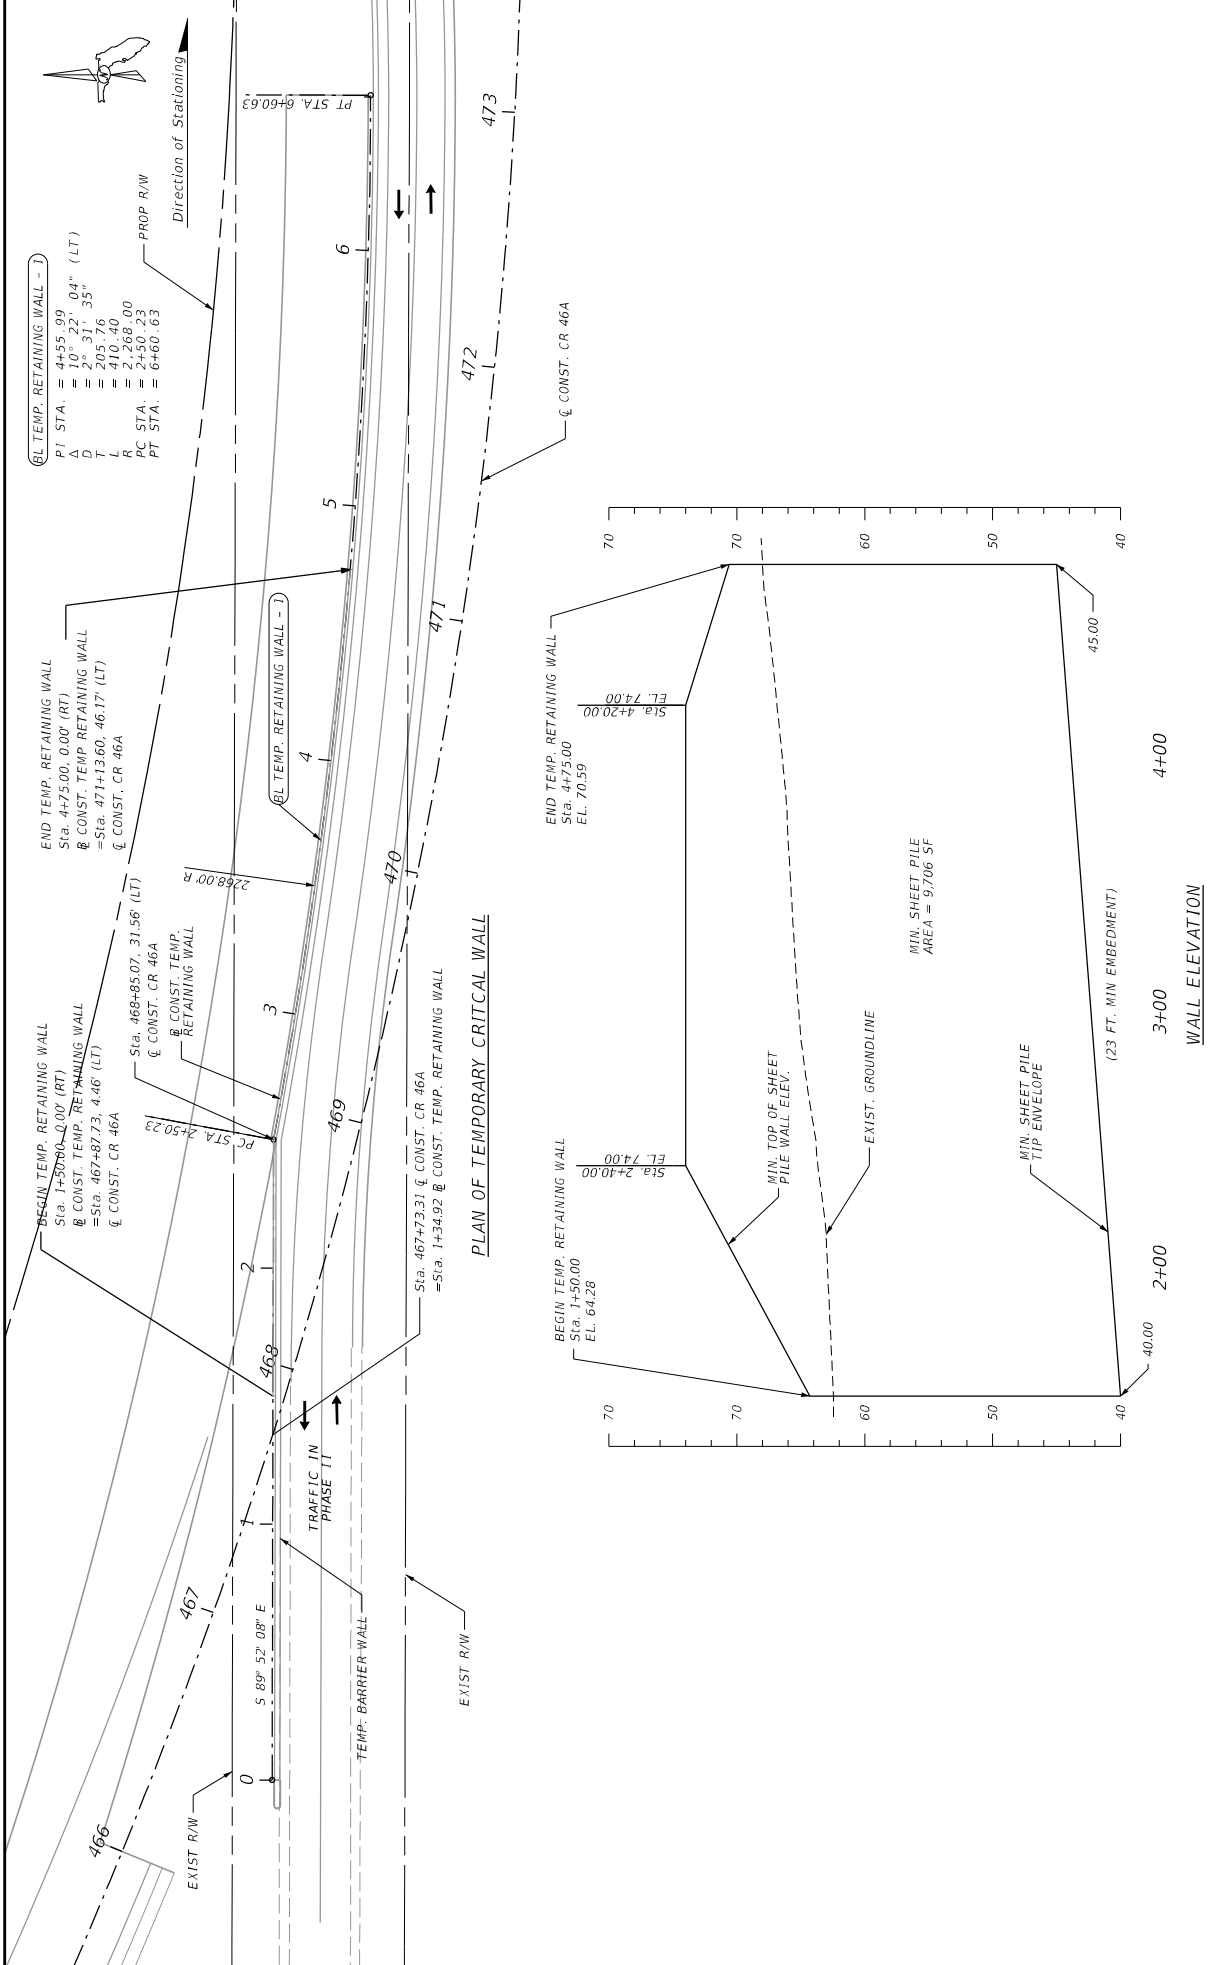 N
Direction of Stationing
BL TEMP. RETAINING WALL - 1
PI STA. = 4+55.99
Δ = 10° 22' 04" (LT)
D = 2° 31' 35"
T = 205.76
L = 410.40
R = 2,268.00
PC STA. = 2+50.23
PT STA. = 6+60.63
PROP R/W
PT STA. 6+60.63
END TEMP. RETAINING WALL
Sta. 4+75.00, 0.00' (RT)
℄ CONST. TEMP RETAINING WALL
=Sta. 471+13.60, 46.17' (LT)
℄ CONST. CR 46A
BL TEMP. RETAINING WALL - 1
2268.00' R
Sta. 468+85.07, 31.56' (LT)
℄ CONST. CR 46A
℄ CONST. TEMP.
RETAINING WALL
BEGIN TEMP. RETAINING WALL
Sta. 1+50.00, 0.00' (RT)
℄ CONST. TEMP. RETAINING WALL
=Sta. 467+87.73, 4.46' (LT)
℄ CONST. CR 46A
PC STA. 2+50.23
0
1
2
3
4
5
6
466
467
468
469
470
471
472
473
℄ CONST. CR 46A
S 89° 52' 08" E
EXIST R/W
TEMP. BARRIER WALL
TRAFFIC IN
PHASE II
EXIST R/W
Sta. 467+73.31 ℄ CONST. CR 46A
=Sta. 1+34.92 ℄ CONST. TEMP. RETAINING WALL
PLAN OF TEMPORARY CRITCAL WALL
BEGIN TEMP. RETAINING WALL
Sta. 1+50.00
EL. 64.28
Sta. 2+40.00
EL. 74.00
END TEMP. RETAINING WALL
Sta. 4+75.00
EL. 70.59
Sta. 4+20.00
EL. 74.00
70
70
60
50
40
70
70
60
50
40
MIN. TOP OF SHEET
PILE WALL ELEV.
EXIST. GROUNDLINE
MIN. SHEET PILE
AREA = 9,706 SF
MIN. SHEET PILE
TIP ENVELOPE
(23 FT. MIN EMBEDMENT)
40.00
45.00
2+00
3+00
4+00
WALL ELEVATION